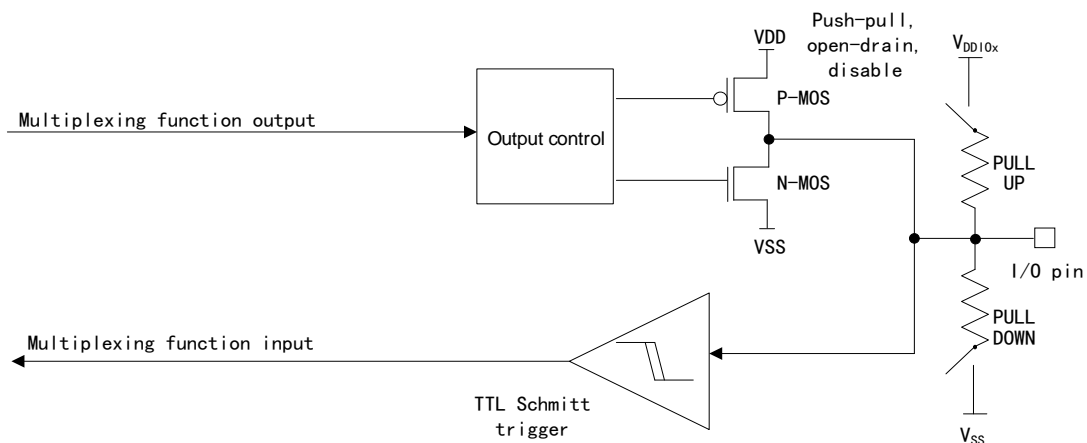 Push-pull,
open-drain,
disable
VDD
V_DDIOx
P-MOS
Multiplexing function output
Output control
PULL
UP
N-MOS
VSS
I/O pin
Multiplexing function input
PULL
DOWN
TTL Schmitt
trigger
V_SS